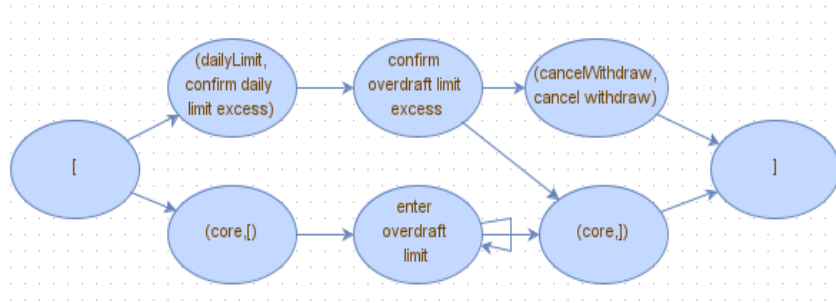 (dailyLimit,
confirm daily
limit excess)
confirm
overdraft limit
excess
(cancelWithdraw,
cancel withdraw)
[
]
(core,[)
enter
overdraft
limit
(core,])